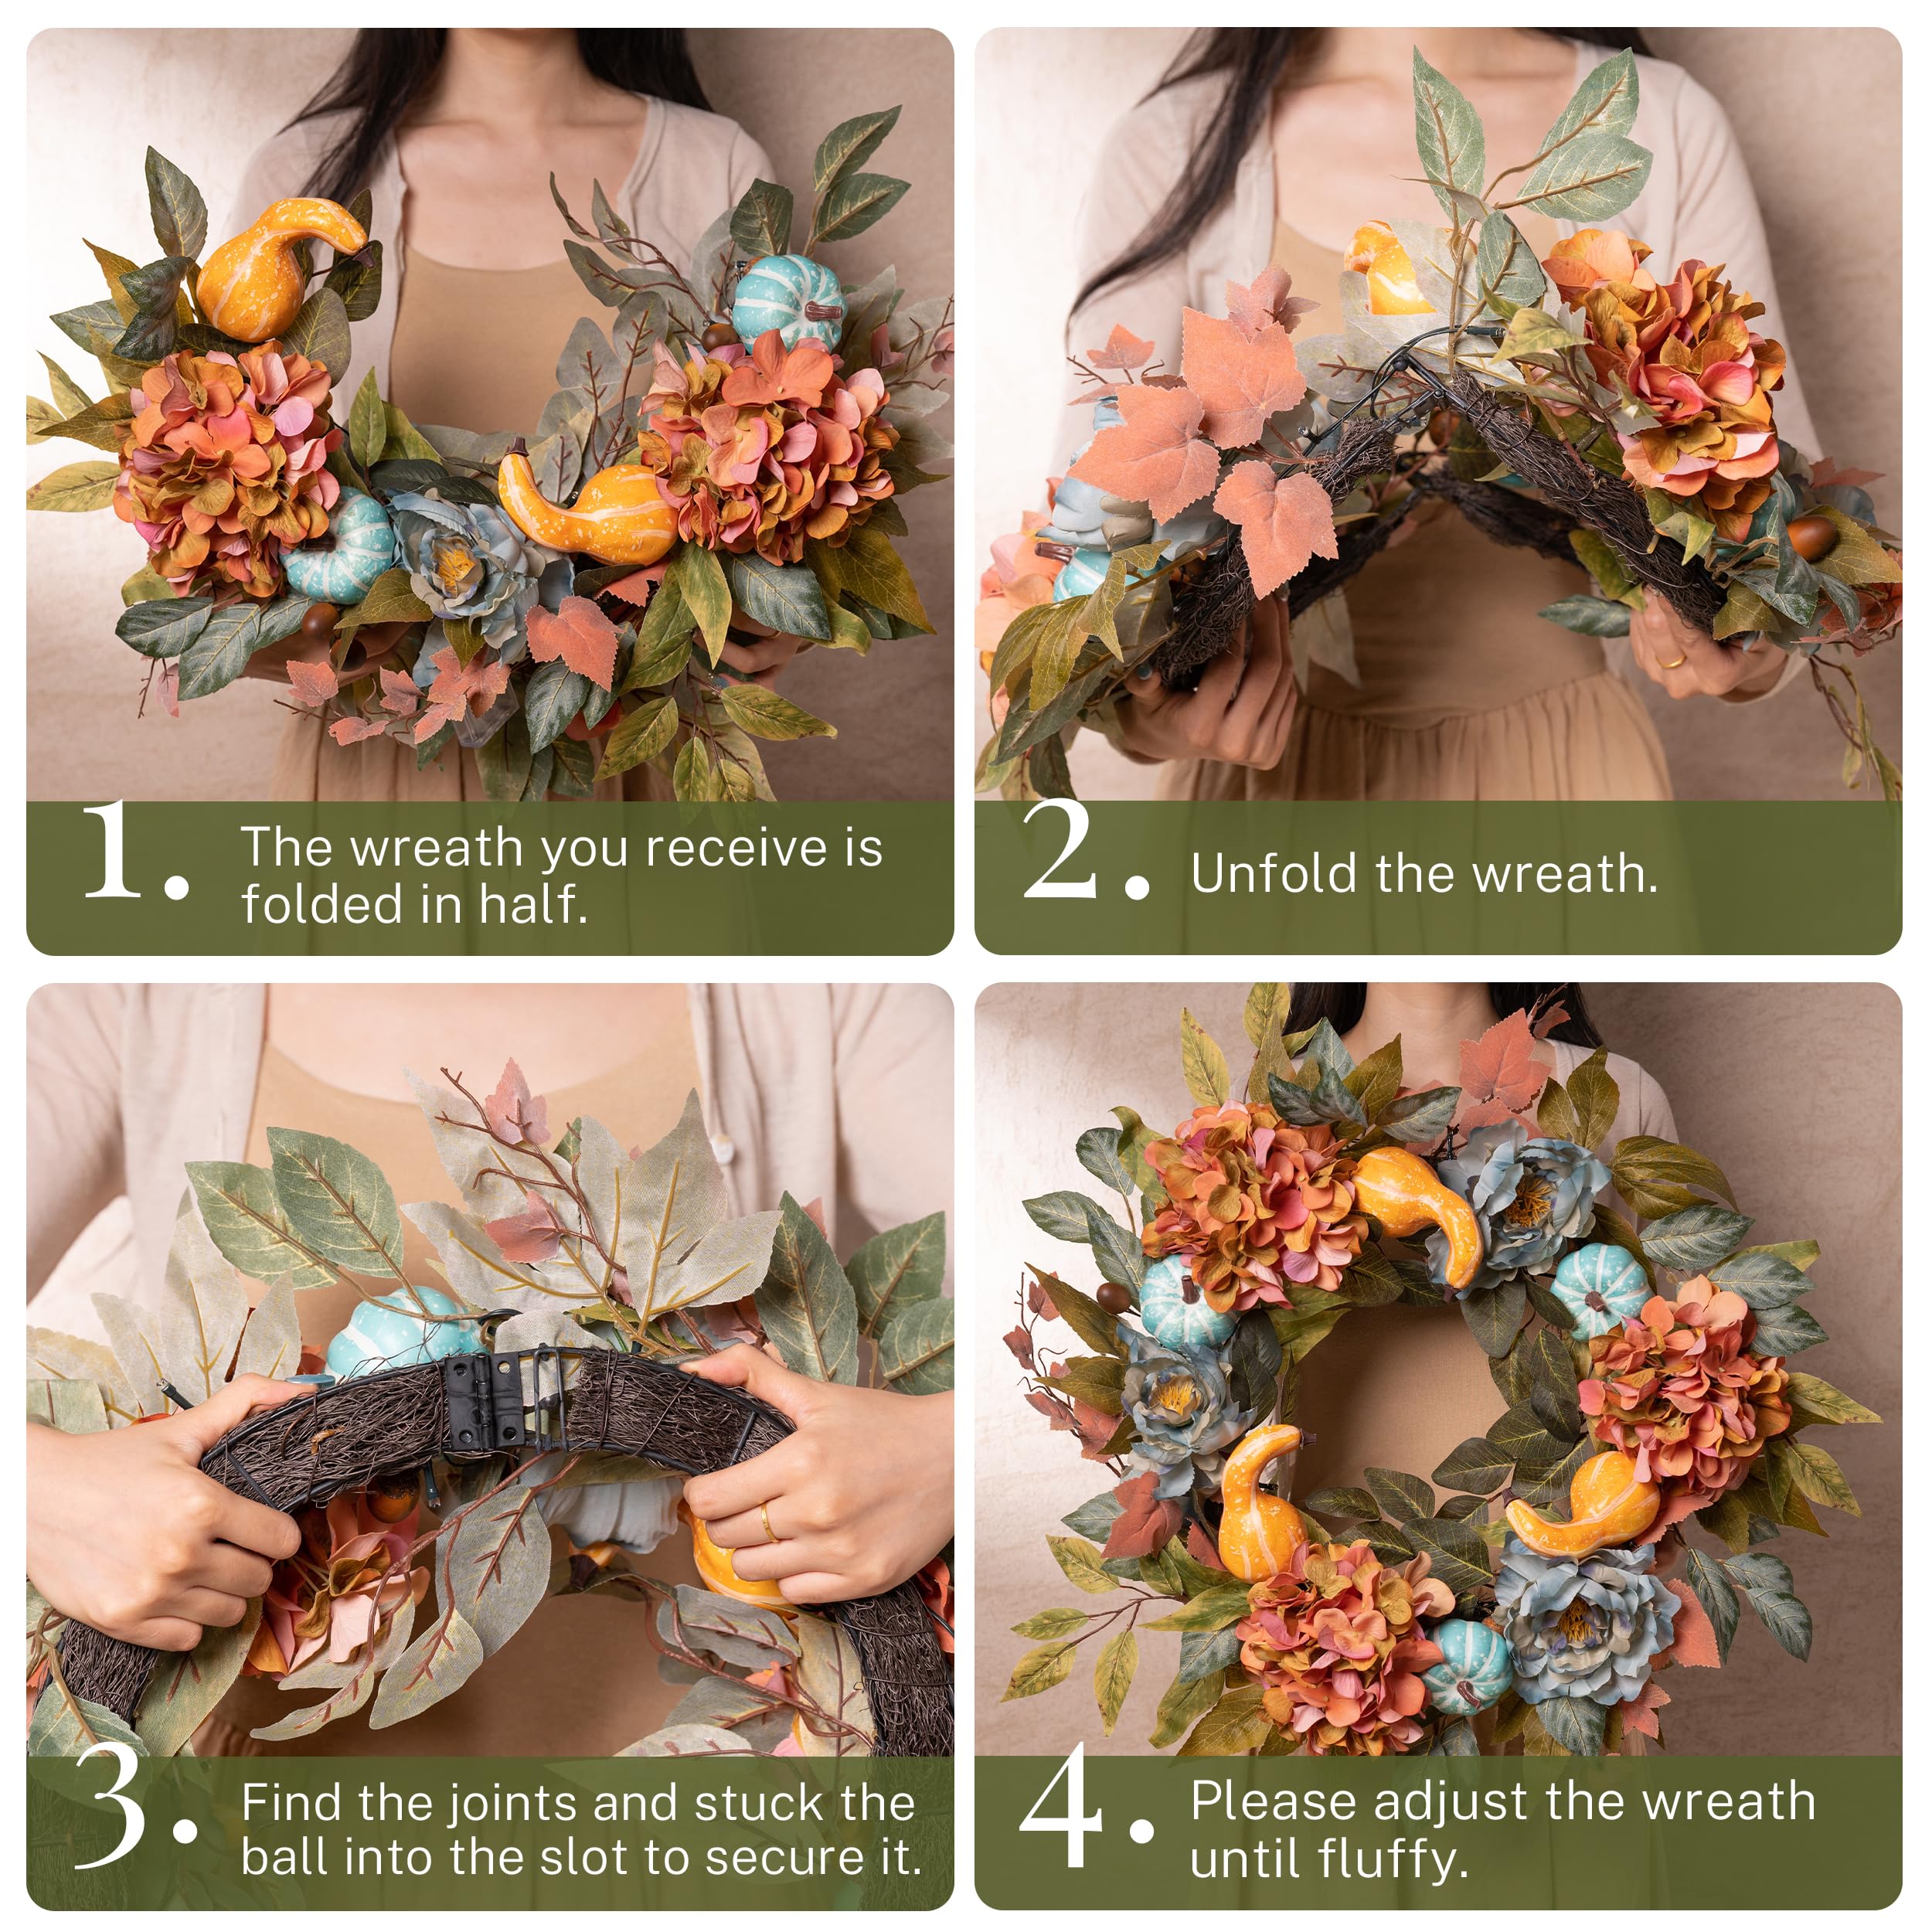 1. The wreath you receive is
folded in half.
2. Unfold the wreath.
3. Find the joints and stuck the
ball into the slot to secure it.
4. Please adjust the wreath
until fluffy.